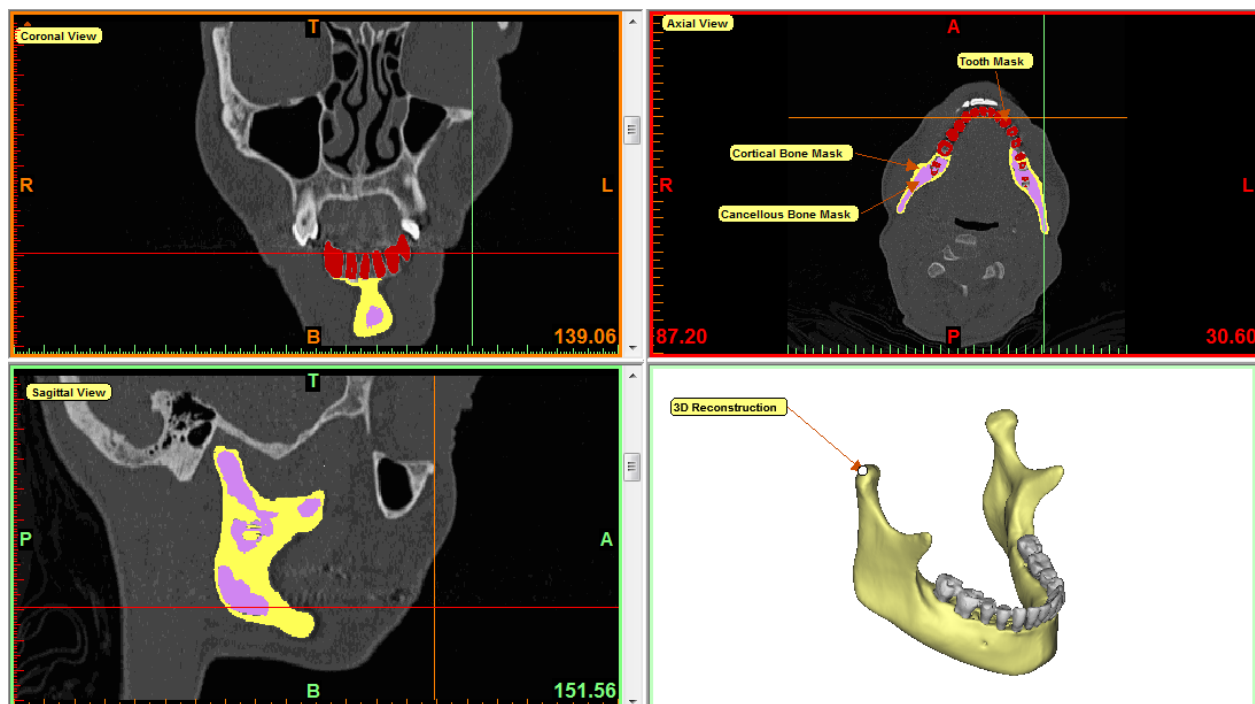 Coronal View
T
R
L
B
139.06
Axial View
A
Tooth Mask
Cortical Bone Mask
R
L
Cancellous Bone Mask
P
87.20
30.60
Sagittal View
T
P
A
B
151.56
3D Reconstruction